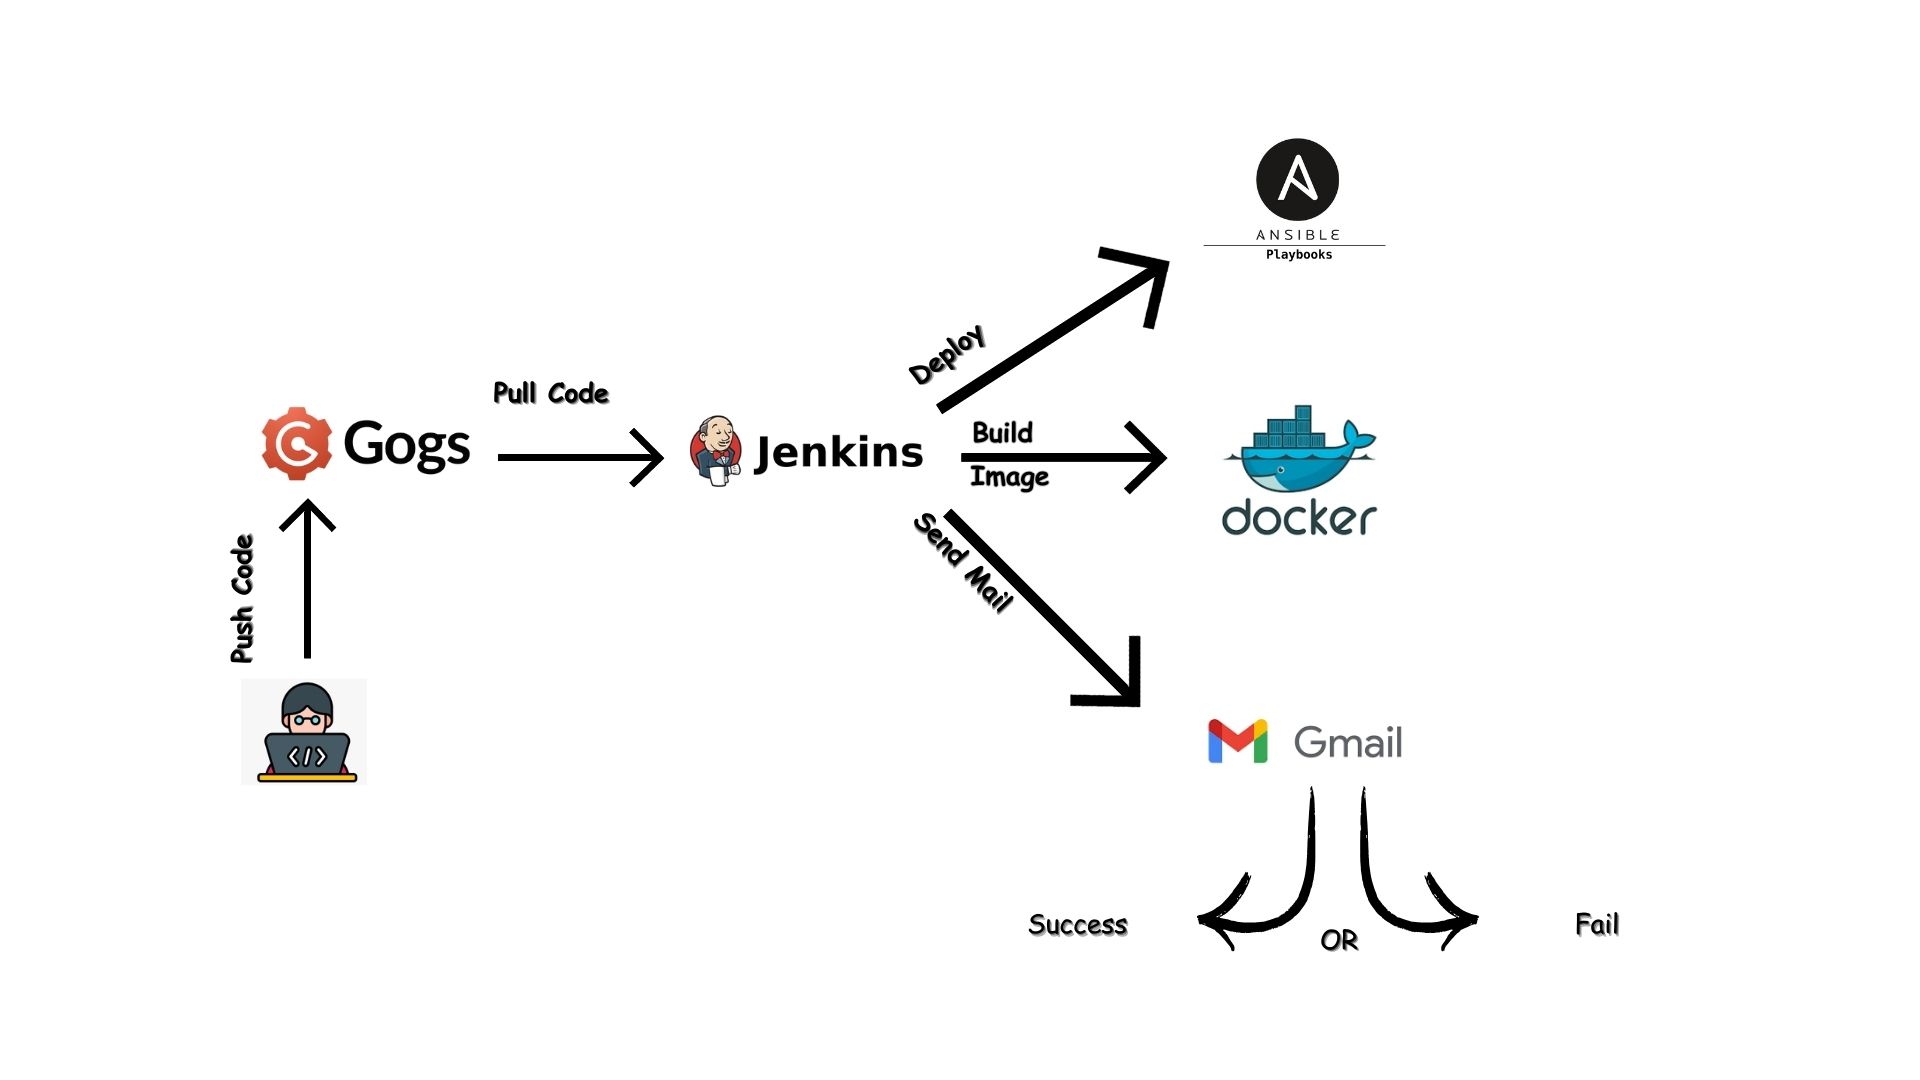 ANSIBLE
Playbooks
Deploy
Pull Code
Gogs
Jenkins
Build
Image
docker
Send Mail
Push Code
</>
Gmail
Success
OR
Fail